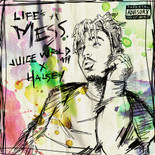 LIFE'S A
MESS.
JUICE WRLD
X 999
HALSEY
PARENTAL
ADVISORY
EXPLICIT CONTENT